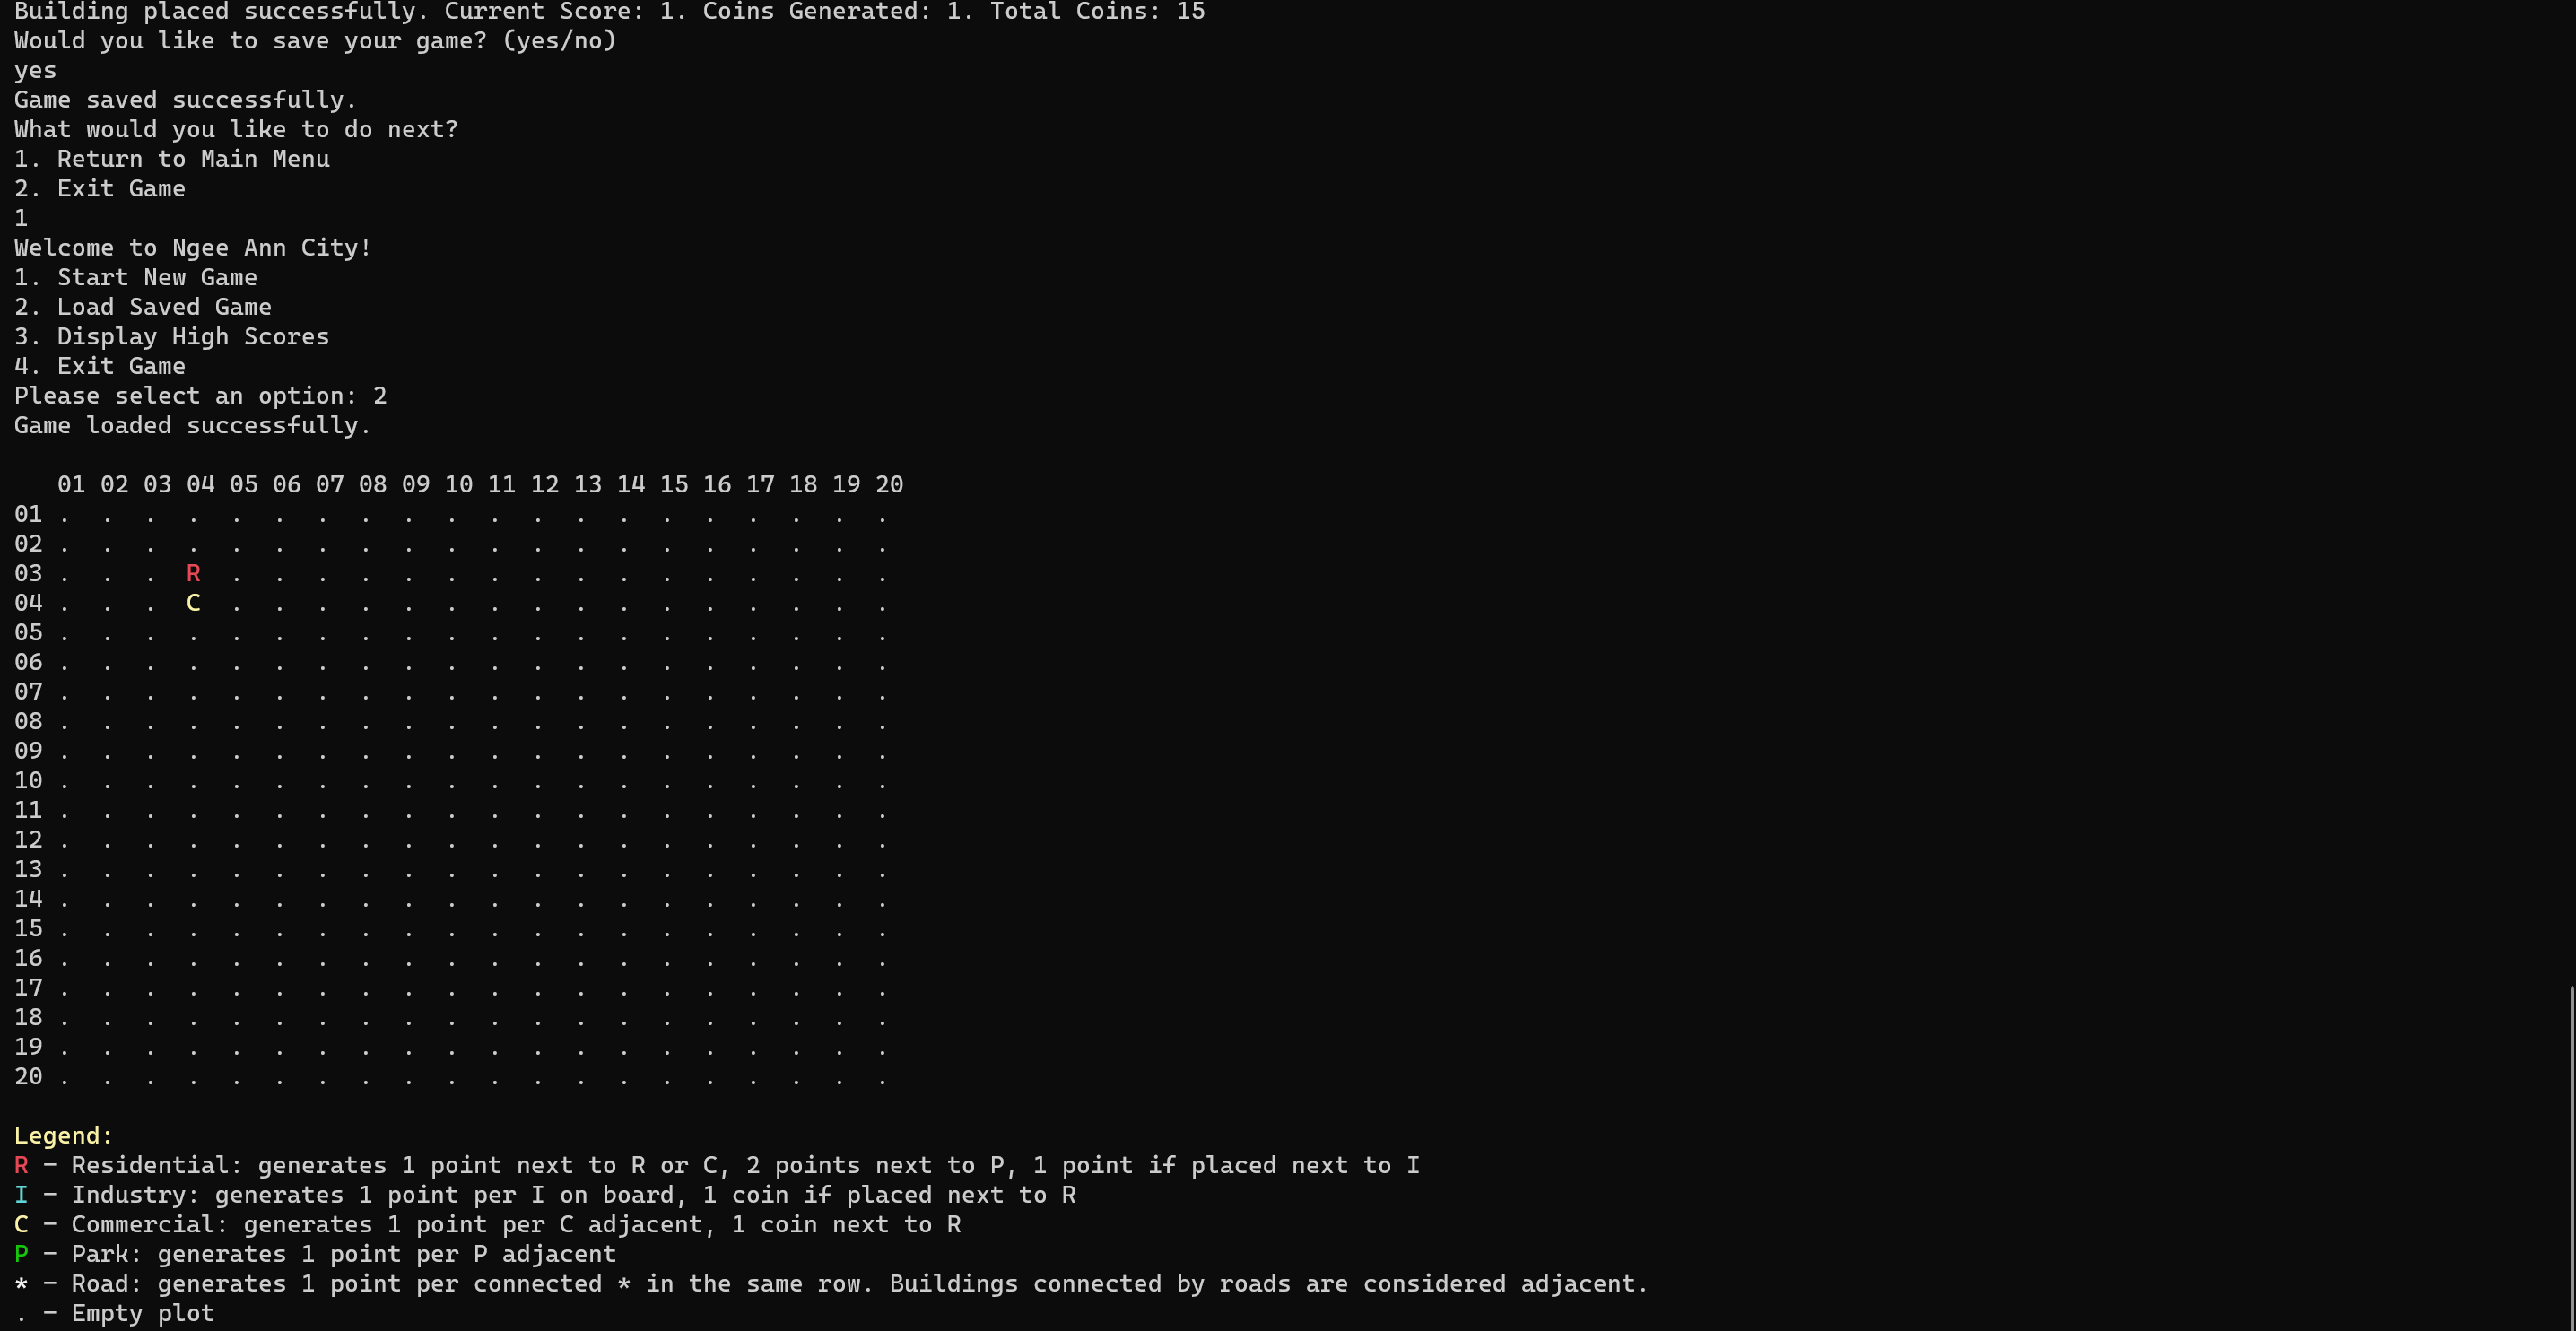 Building placed successfully. Current Score: 1. Coins Generated: 1. Total Coins: 15
Would you like to save your game? (yes/no)
yes
Game saved successfully.
What would you like to do next?
1. Return to Main Menu
2. Exit Game
1
Welcome to Ngee Ann City!
1. Start New Game
2. Load Saved Game
3. Display High Scores
4. Exit Game
Please select an option: 2
Game loaded successfully.
01 02 03 04 05 06 07 08 09 10 11 12 13 14 15 16 17 18 19 20
01 . . . . . . . . . . . . . . . . . . . .
02 . . . . . . . . . . . . . . . . . . . .
03 . . . R . . . . . . . . . . . . . . . .
04 . . . C . . . . . . . . . . . . . . . .
05 . . . . . . . . . . . . . . . . . . . .
06 . . . . . . . . . . . . . . . . . . . .
07 . . . . . . . . . . . . . . . . . . . .
08 . . . . . . . . . . . . . . . . . . . .
09 . . . . . . . . . . . . . . . . . . . .
10 . . . . . . . . . . . . . . . . . . . .
11 . . . . . . . . . . . . . . . . . . . .
12 . . . . . . . . . . . . . . . . . . . .
13 . . . . . . . . . . . . . . . . . . . .
14 . . . . . . . . . . . . . . . . . . . .
15 . . . . . . . . . . . . . . . . . . . .
16 . . . . . . . . . . . . . . . . . . . .
17 . . . . . . . . . . . . . . . . . . . .
18 . . . . . . . . . . . . . . . . . . . .
19 . . . . . . . . . . . . . . . . . . . .
20 . . . . . . . . . . . . . . . . . . . .
Legend:
R - Residential: generates 1 point next to R or C, 2 points next to P, 1 point if placed next to I
I - Industry: generates 1 point per I on board, 1 coin if placed next to R
C - Commercial: generates 1 point per C adjacent, 1 coin next to R
P - Park: generates 1 point per P adjacent
* - Road: generates 1 point per connected * in the same row. Buildings connected by roads are considered adjacent.
. - Empty plot